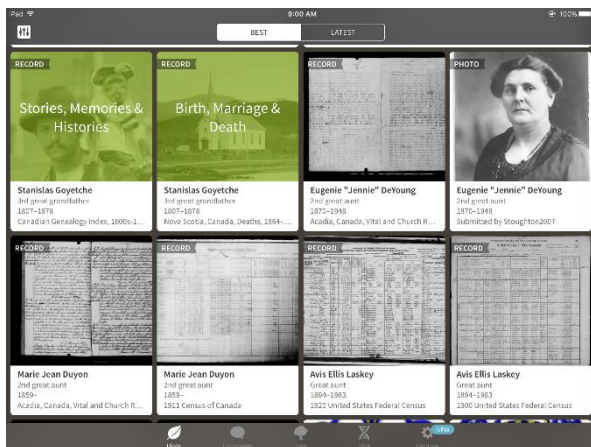 iPad
9:00 AM
100%
BEST
LATEST
RECORD
Stories, Memories &
Histories
Stanislas Goyetche
3rd great grandfather
1807–1878
Canadian Genealogy Index, 1600s-1...
RECORD
Birth, Marriage &
Death
Stanislas Goyetche
3rd great grandfather
1807–1878
Nova Scotia, Canada, Deaths, 1864-...
RECORD
Eugenie "Jennie" DeYoung
2nd great aunt
1870–1948
Acadia, Canada, Vital and Church R...
PHOTO
Eugenie "Jennie" DeYoung
2nd great aunt
1870–1948
Submitted by Stoughton2007
RECORD
Marie Jean Duyon
2nd great aunt
1859–
Acadia, Canada, Vital and Church R...
RECORD
Marie Jean Duyon
2nd great aunt
1859–
1911 Census of Canada
RECORD
Avis Ellis Laskey
Great aunt
1894–1983
1920 United States Federal Census
RECORD
Avis Ellis Laskey
Great aunt
1894–1983
1900 United States Federal Census
Hints
NEW